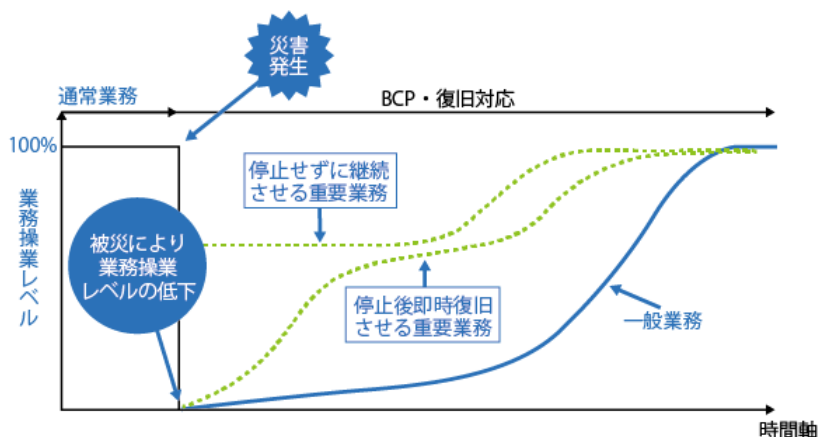 災害
発生
通常業務
BCP・復旧対応
100%
停止せずに継続
させる重要業務
業務操業レベル
被災により
業務操業
レベルの低下
停止後即時復旧
させる重要業務
一般業務
時間軸